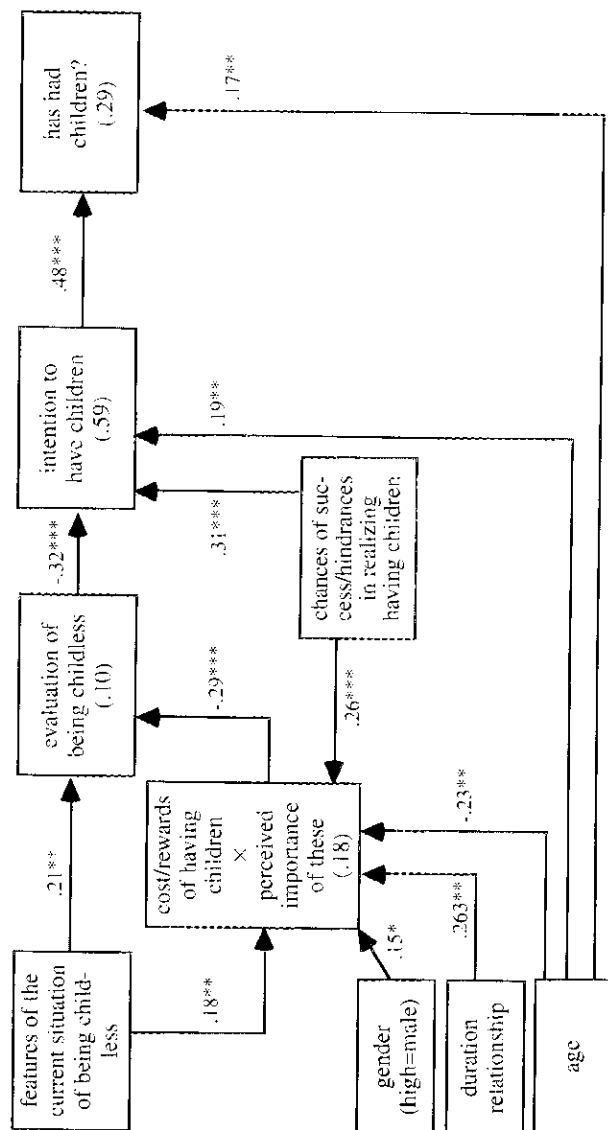 features of the
current situation
of being child-
less
.21**
evaluation of
being childless
(.10)
-.32***
intention to
have children
(.59)
.48***
has had
children?
(.29)
.18**
cost/rewards
of having
children
×
perceived
importance
of these
(.18)
-.29***
.26***
chances of suc-
cess/hindrances
in realizing
having children
.31***
.19**
.17**
gender
(high=male)
.15*
duration
relationship
.263**
age
-.23**